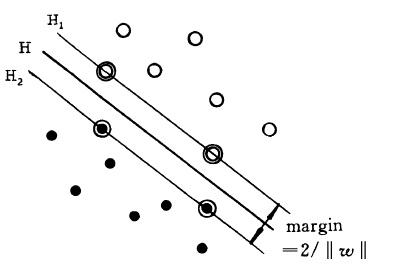 H₁
H
H₂
margin
=2/‖w‖